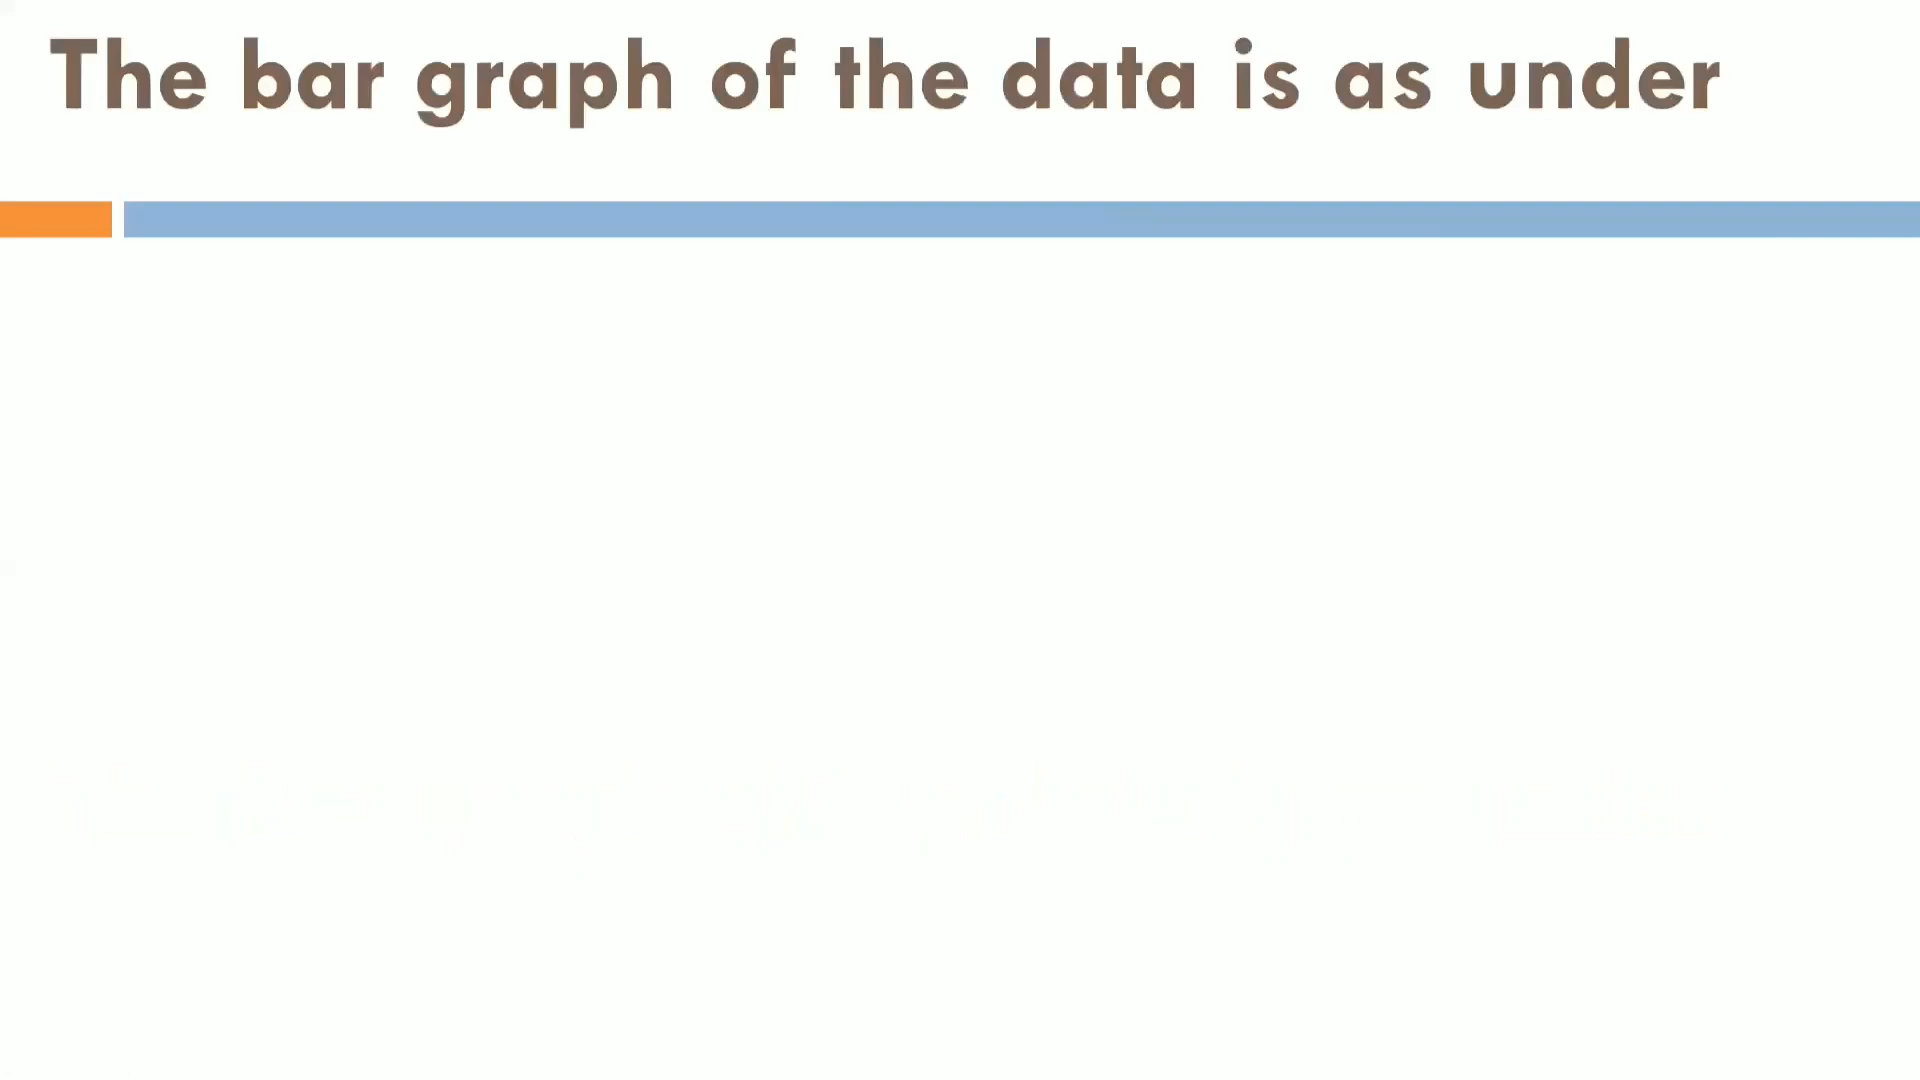 The bar graph of the data is as under